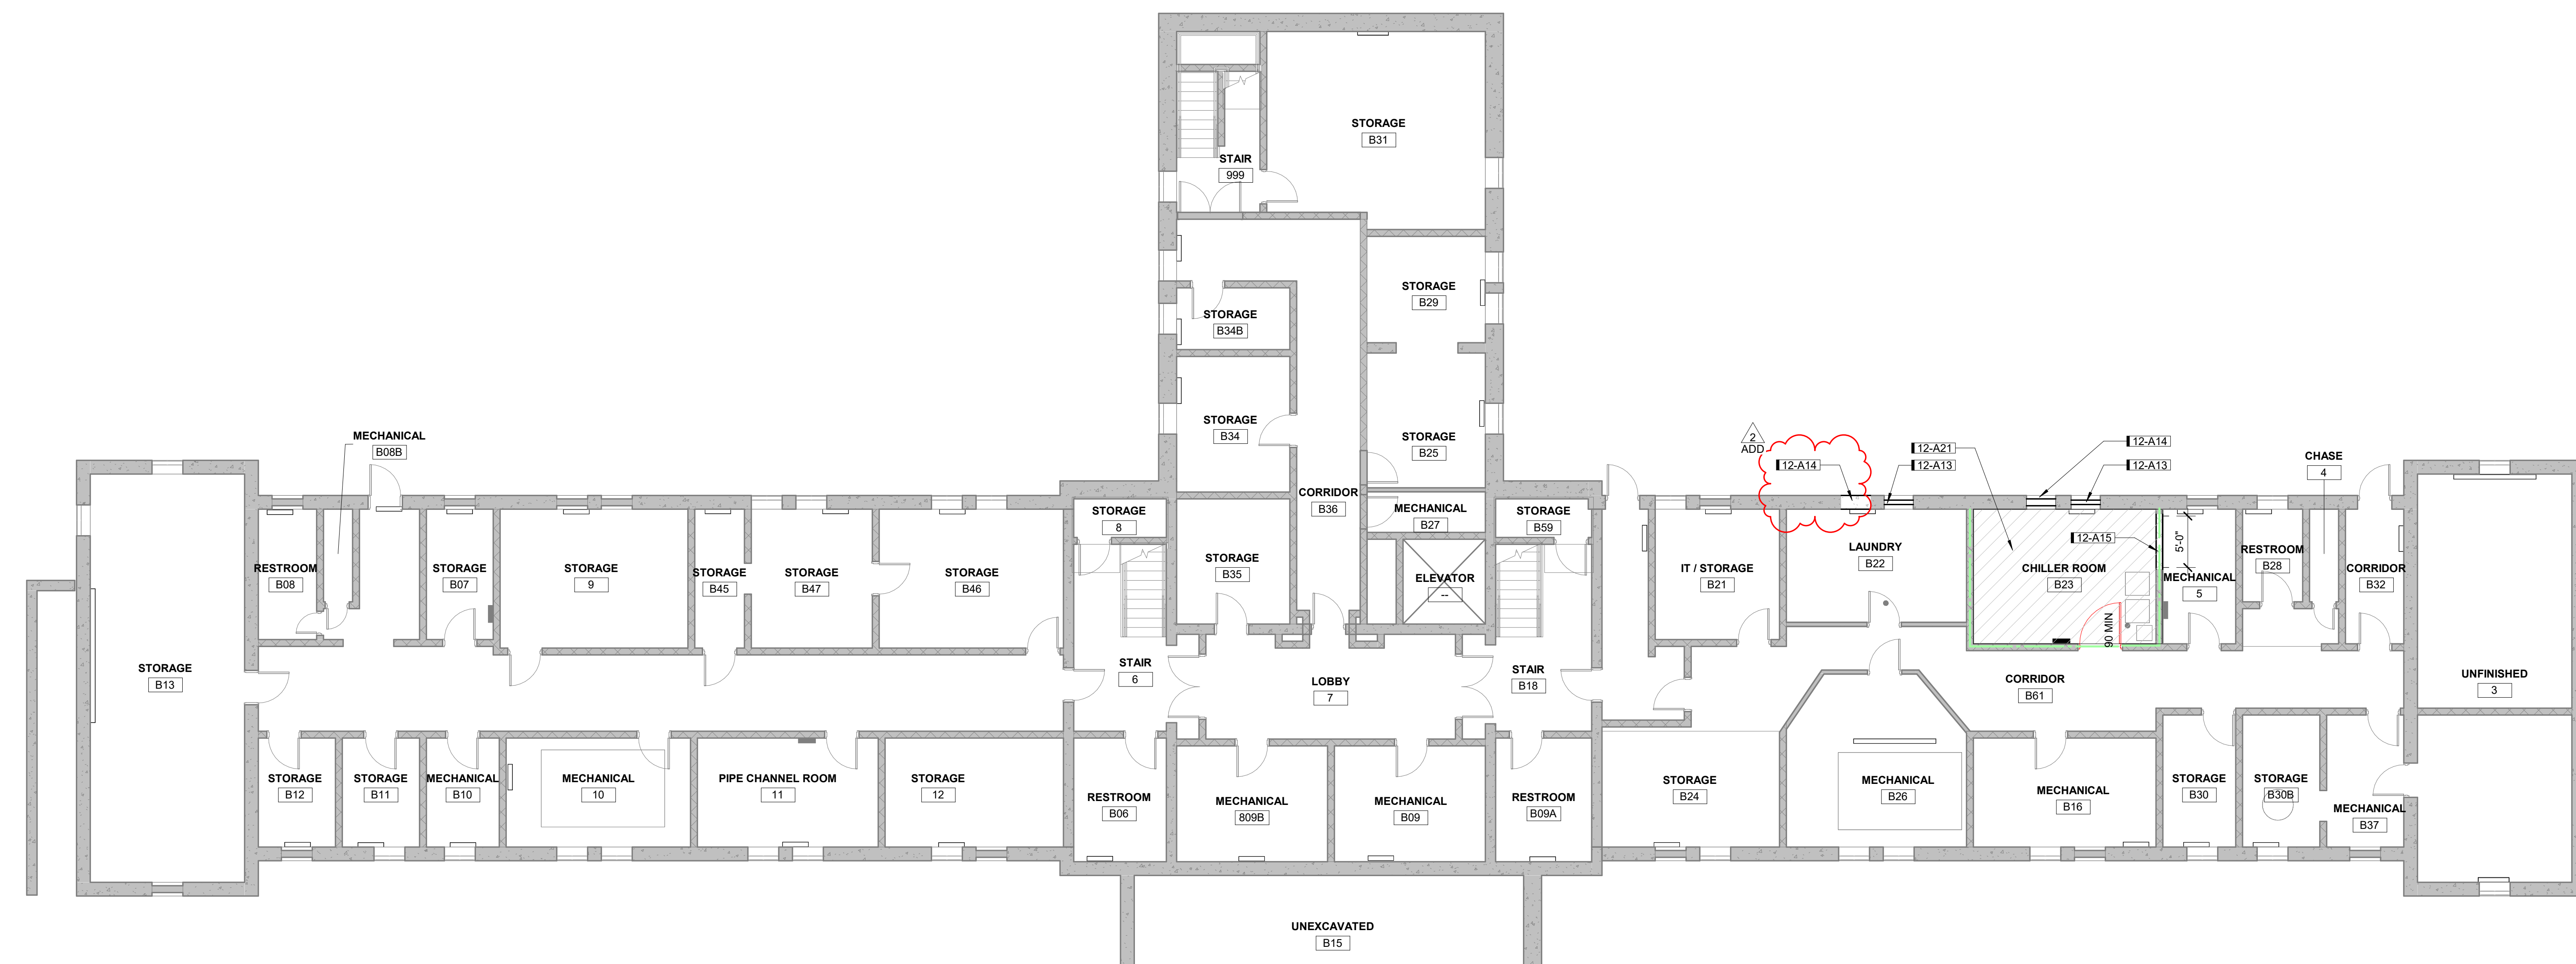 STORAGE
B31
STAIR
999
STORAGE
B29
STORAGE
B34B
STORAGE
B34
STORAGE
B25
MECHANICAL
B08B
2
ADD
12-A14
12-A21
12-A13
12-A14
12-A13
CHASE
4
CORRIDOR
B36
STORAGE
8
MECHANICAL
B27
STORAGE
B59
RESTROOM
B08
STORAGE
B07
STORAGE
9
STORAGE
B45
STORAGE
B47
STORAGE
B46
STORAGE
B35
ELEVATOR
--
IT / STORAGE
B21
LAUNDRY
B22
12-A15
5'-0"
CHILLER ROOM
B23
90 MIN
MECHANICAL
5
RESTROOM
B28
CORRIDOR
B32
STORAGE
B13
STAIR
6
LOBBY
7
STAIR
B18
CORRIDOR
B61
UNFINISHED
3
STORAGE
B12
STORAGE
B11
MECHANICAL
B10
MECHANICAL
10
PIPE CHANNEL ROOM
11
STORAGE
12
RESTROOM
B06
MECHANICAL
809B
MECHANICAL
B09
RESTROOM
B09A
STORAGE
B24
MECHANICAL
B26
MECHANICAL
B16
STORAGE
B30
STORAGE
B30B
MECHANICAL
B37
UNEXCAVATED
B15